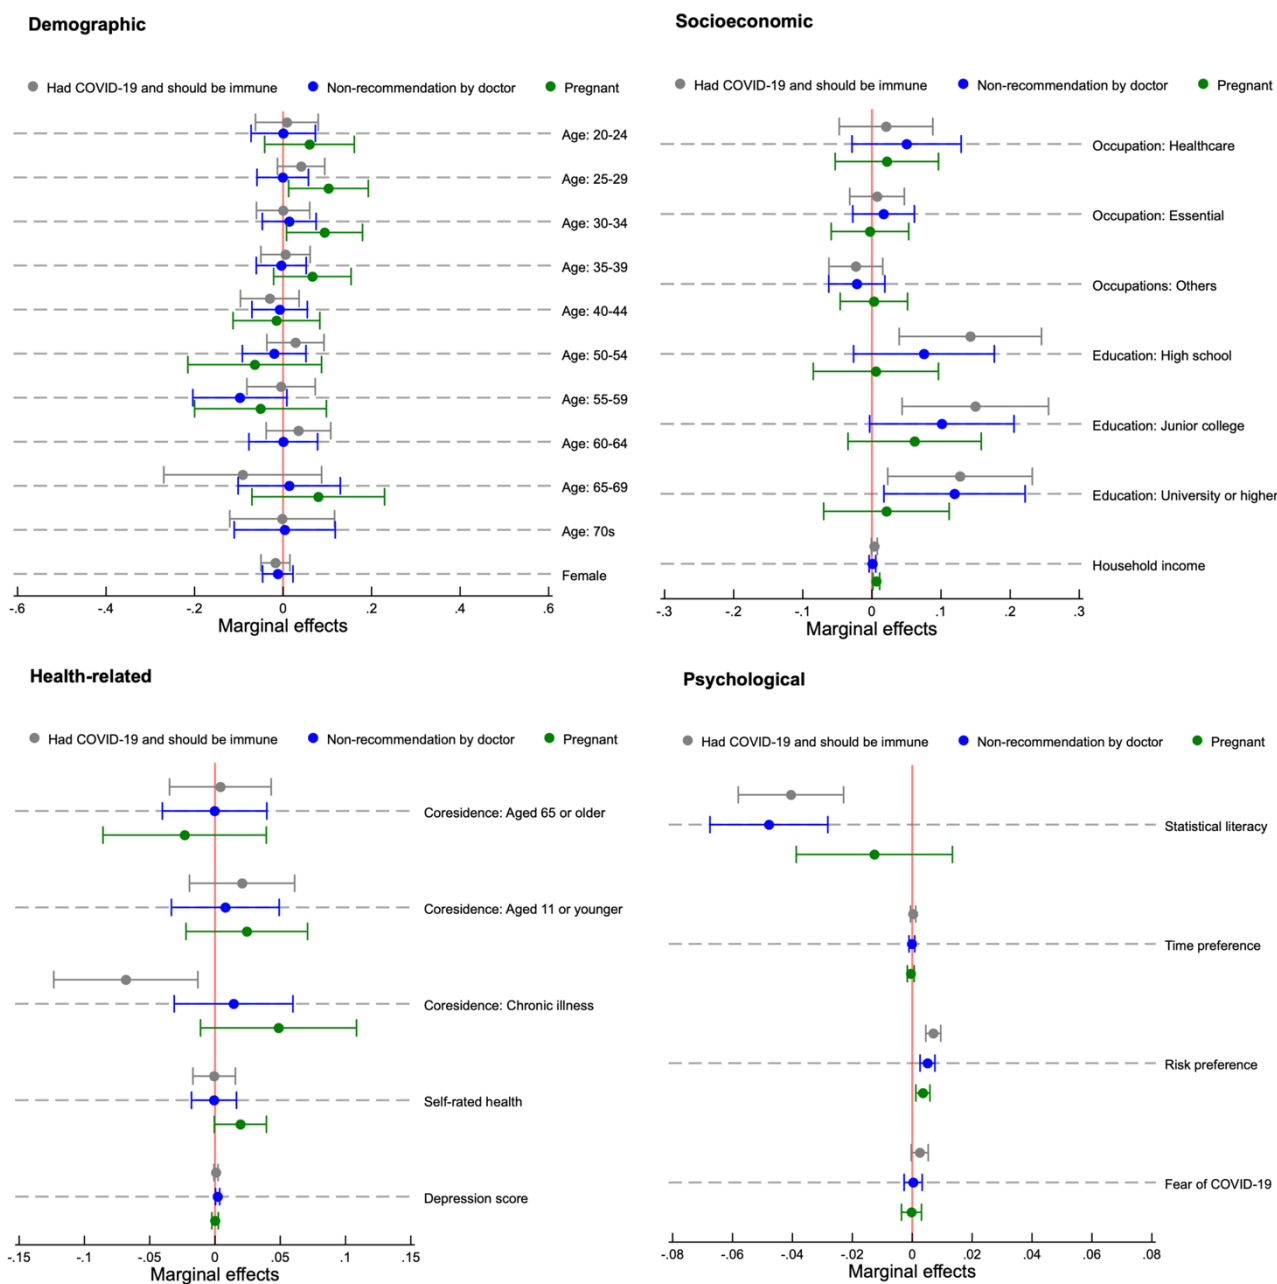 Demographic
Had COVID-19 and should be immune Non-recommendation by doctor Pregnant
Age: 20-24
Age: 25-29
Age: 30-34
Age: 35-39
Age: 40-44
Age: 50-54
Age: 55-59
Age: 60-64
Age: 65-69
Age: 70s
Female
-.6 -.4 -.2 0 .2 .4 .6
Marginal effects
Socioeconomic
Had COVID-19 and should be immune Non-recommendation by doctor Pregnant
Occupation: Healthcare
Occupation: Essential
Occupations: Others
Education: High school
Education: Junior college
Education: University or higher
Household income
-.3 -.2 -.1 0 .1 .2 .3
Marginal effects
Health-related
Had COVID-19 and should be immune Non-recommendation by doctor Pregnant
Coresidence: Aged 65 or older
Coresidence: Aged 11 or younger
Coresidence: Chronic illness
Self-rated health
Depression score
-.15 -.1 -.05 0 .05 .1 .15
Marginal effects
Psychological
Had COVID-19 and should be immune Non-recommendation by doctor Pregnant
Statistical literacy
Time preference
Risk preference
Fear of COVID-19
-.08 -.06 -.04 -.02 0 .02 .04 .06 .08
Marginal effects